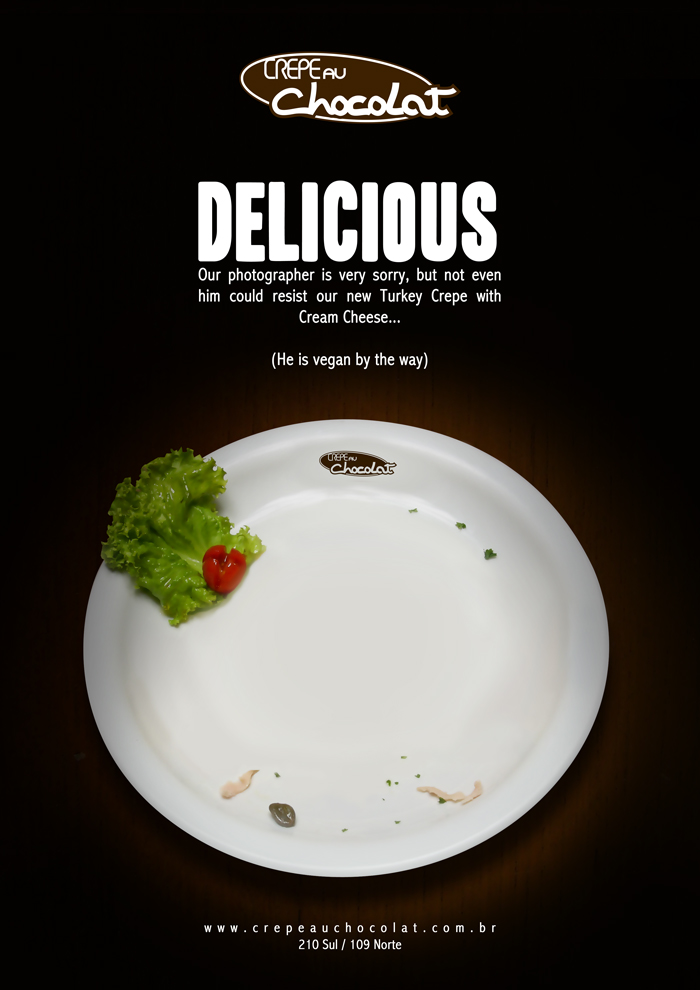 CREPE AU
Chocolat
DELICIOUS
Our photographer is very sorry, but not even
him could resist our new Turkey Crepe with
Cream Cheese...
(He is vegan by the way)
CREPE AU
Chocolat
www.crepeauchocolat.com.br
210 Sul / 109 Norte